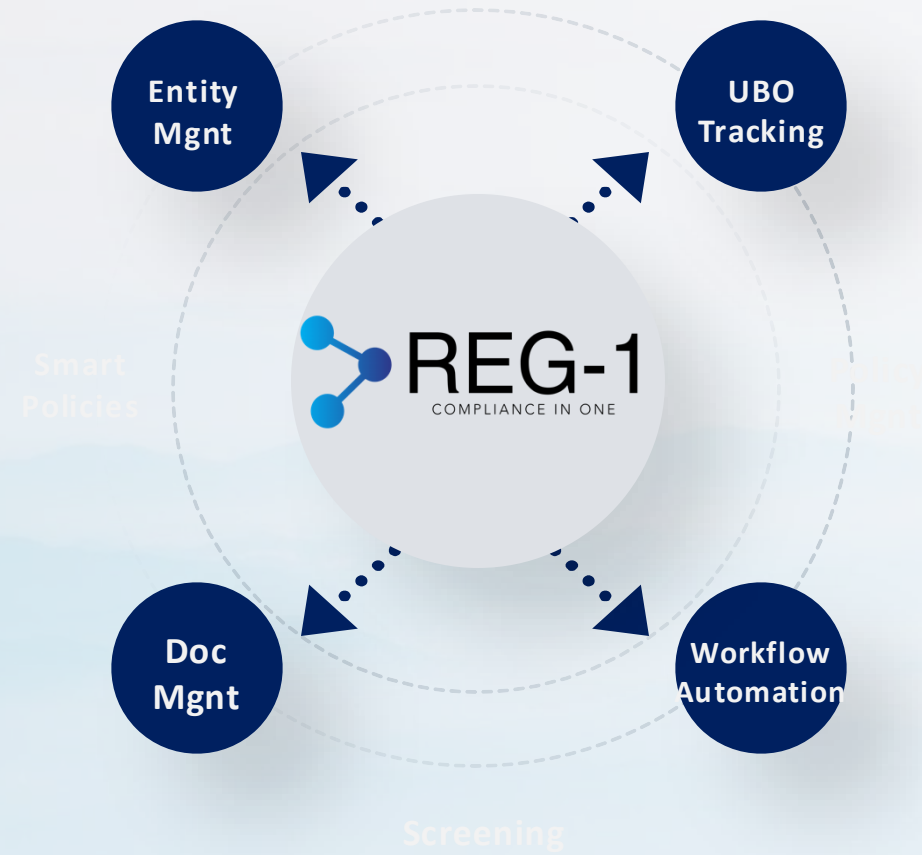 Entity
Mgnt
UBO
Tracking
Smart
Policies
REG-1
COMPLIANCE IN ONE
Doc
Mgnt
Workflow
Automation
Screening